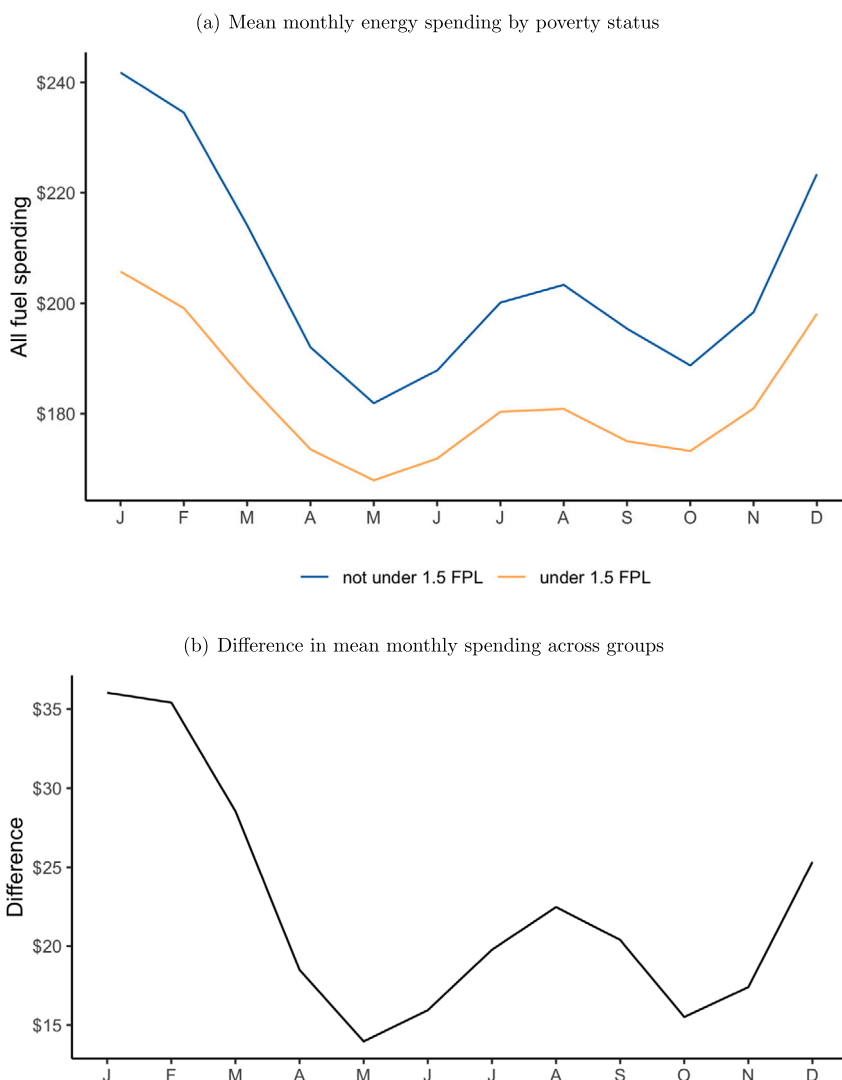 (a) Mean monthly energy spending by poverty status
All fuel spending
$240
$220
$200
$180
J F M A M J J A S O N D
not under 1.5 FPL under 1.5 FPL
(b) Difference in mean monthly spending across groups
Difference
$35
$30
$25
$20
$15
J F M A M J J A S O N D